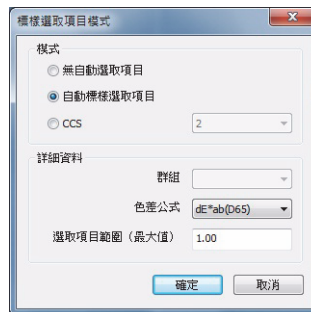 標樣選取項目模式
模式
無自動選取項目
自動標樣選取項目
CCS 2
詳細資料
群組
色差公式 dE*ab(D65)
選取項目範圍（最大值） 1.00
確定 取消